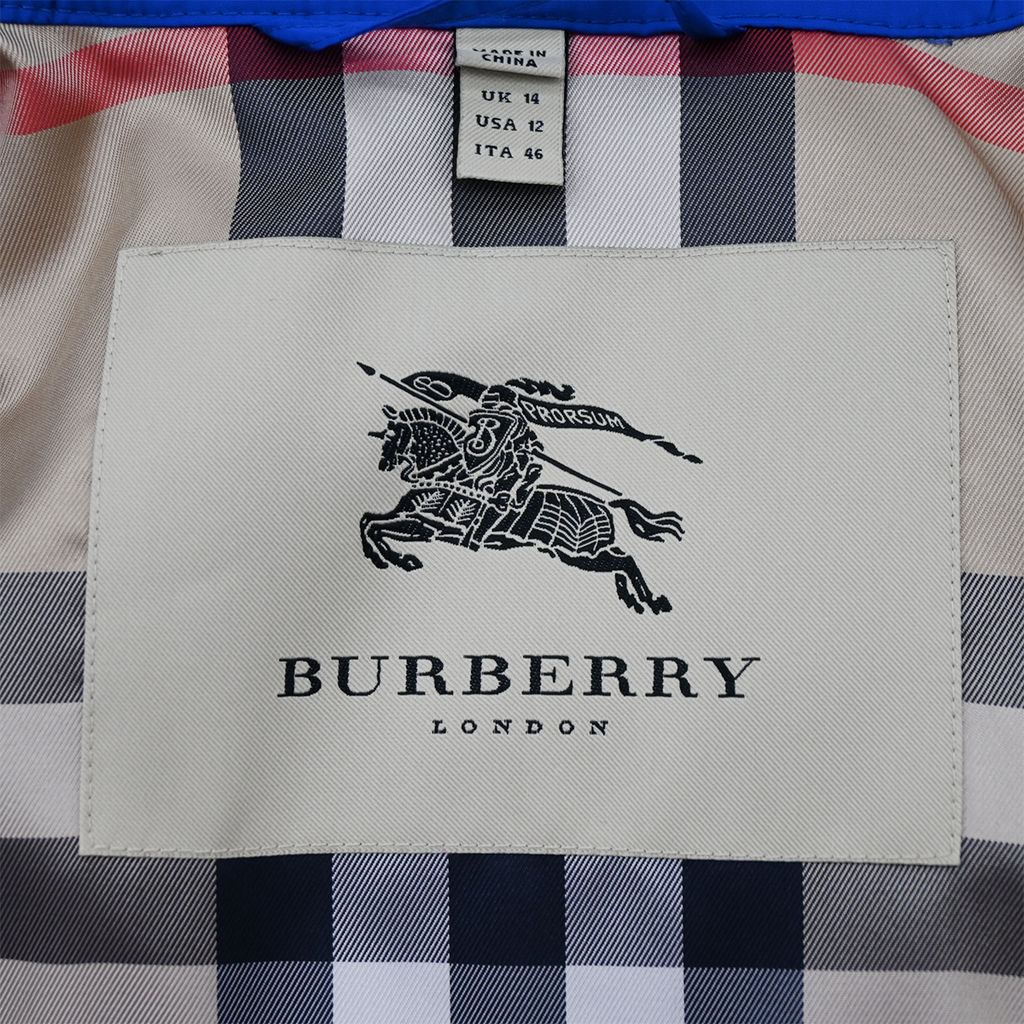 MADE IN
CHINA
UK 14
USA 12
ITA 46
PRORSUM
B
BURBERRY
LONDON